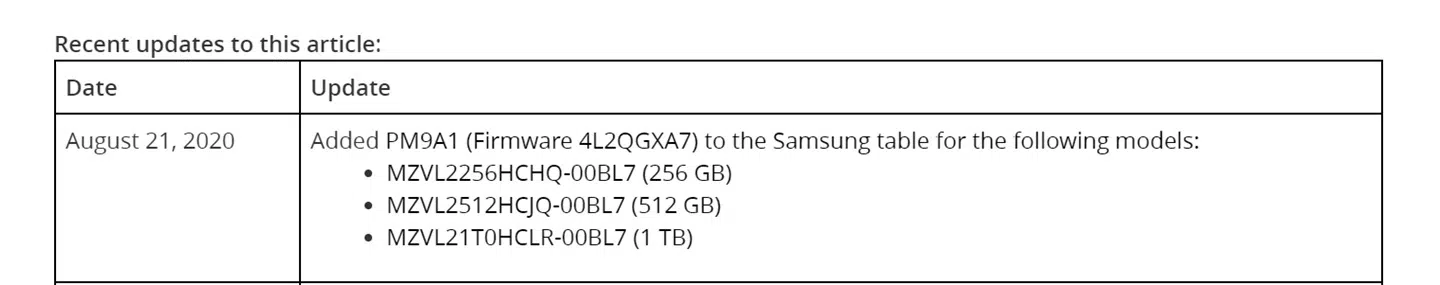 Recent updates to this article:
Date
Update
August 21, 2020
Added PM9A1 (Firmware 4L2QGXA7) to the Samsung table for the following models:
• MZVL2256HCHQ-00BL7 (256 GB)
• MZVL2512HCJQ-00BL7 (512 GB)
• MZVL21T0HCLR-00BL7 (1 TB)